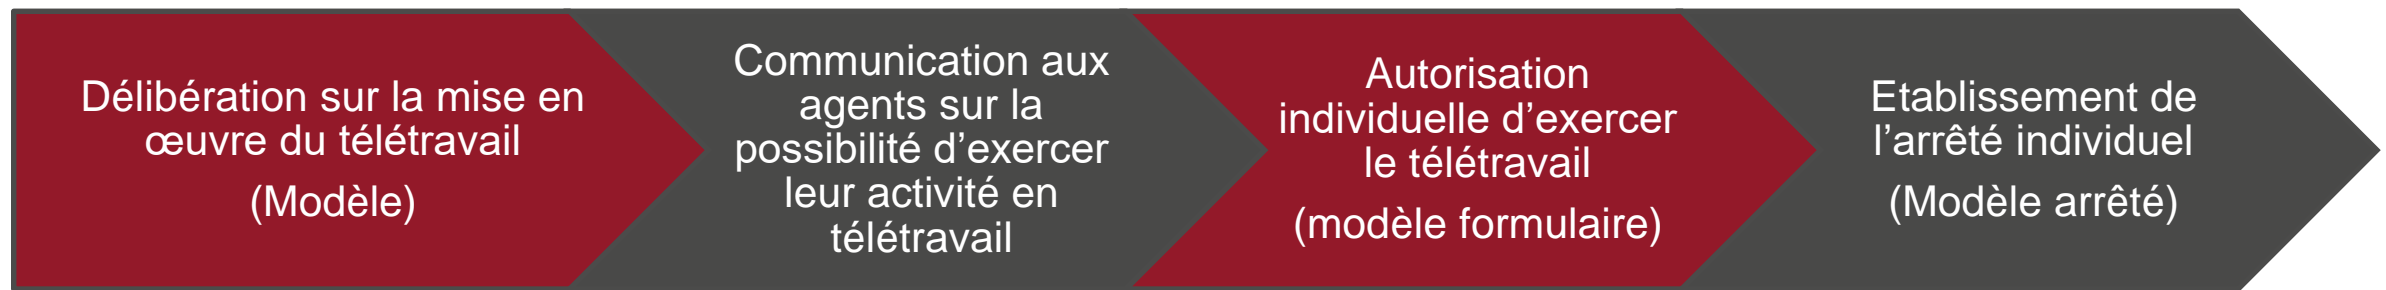 Délibération sur la mise en
œuvre du télétravail
(Modèle)
Communication aux
agents sur la
possibilité d’exercer
leur activité en
télétravail
Autorisation
individuelle d’exercer
le télétravail
(modèle formulaire)
Etablissement de
l’arrêté individuel
(Modèle arrêté)